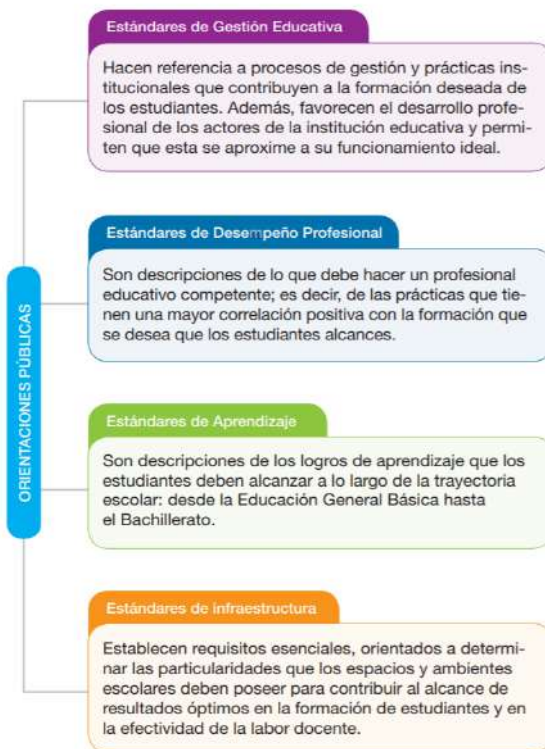 ORIENTACIONES PÚBLICAS
Estándares de Gestión Educativa
Hacen referencia a procesos de gestión y prácticas ins-
titucionales que contribuyen a la formación deseada de
los estudiantes. Además, favorecen el desarrollo profe-
sional de los actores de la institución educativa y permi-
ten que esta se aproxime a su funcionamiento ideal.
Estándares de Desempeño Profesional
Son descripciones de lo que debe hacer un profesional
educativo competente; es decir, de las prácticas que tie-
nen una mayor correlación positiva con la formación que
se desea que los estudiantes alcances.
Estándares de Aprendizaje
Son descripciones de los logros de aprendizaje que los
estudiantes deben alcanzar a lo largo de la trayectoria
escolar: desde la Educación General Básica hasta
el Bachillerato.
Estándares de infraestructura
Establecen requisitos esenciales, orientados a determi-
nar las particularidades que los espacios y ambientes
escolares deben poseer para contribuir al alcance de
resultados óptimos en la formación de estudiantes y en
la efectividad de la labor docente.